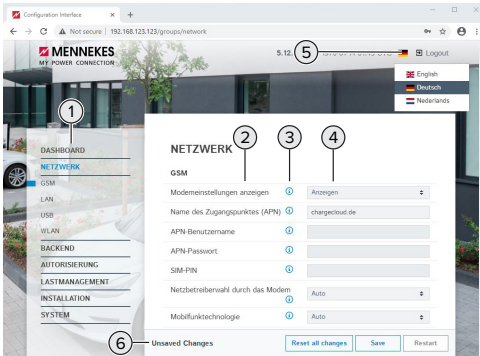 Configuration Interface
Not secure | 192.168.123.123/groups/network
MENNEKES
MY POWER CONNECTION
5.12.
Logout
English
Deutsch
Nederlands
1
2
3
4
5
6
DASHBOARD
NETZWERK
GSM
LAN
USB
WLAN
BACKEND
AUTORISIERUNG
LASTMANAGEMENT
INSTALLATION
SYSTEM
NETZWERK
GSM
Modemeinstellungen anzeigen
Anzeigen
Name des Zugangspunktes (APN)
chargecloud.de
APN-Benutzername
APN-Passwort
SIM-PIN
Netzbetreiberwahl durch das Modem
Auto
Mobilfunktechnologie
Auto
Unsaved Changes
Reset all changes
Save
Restart